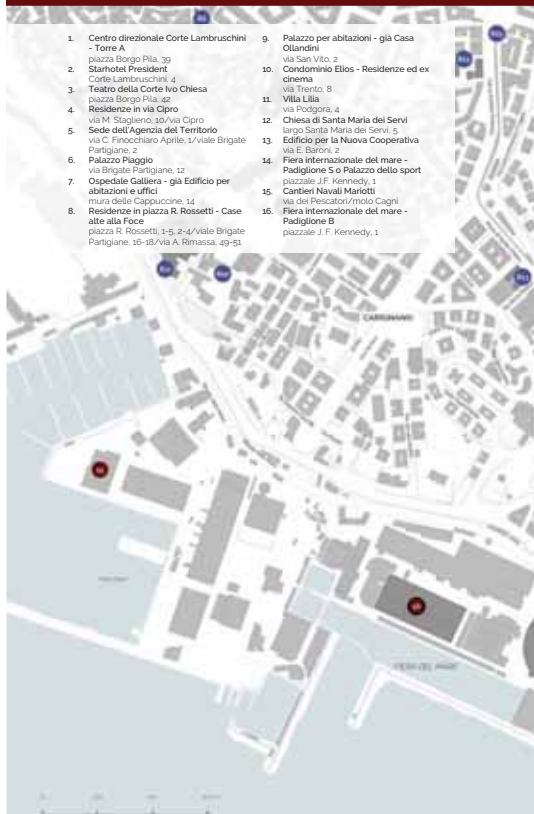 1. Centro direzionale Corte Lambruschini
- Torre A
piazza Borgo Pila, 39
2. Starhotel President
Corte Lambruschini, 4
3. Teatro della Corte Ivo Chiesa
piazza Borgo Pila, 42
4. Residenze in via Cipro
via M. Staglieno, 10/via Cipro
5. Sede dell'Agenzia del Territorio
via C. Finocchiaro Aprile, 1/viale Brigate
Partigiane, 2
6. Palazzo Piaggio
via Brigate Partigiane, 12
7. Ospedale Galliera - già Edificio per
abitazioni e uffici
mura delle Cappuccine, 14
8. Residenze in piazza R. Rossetti - Case
alte alla Foce
piazza R. Rossetti, 1-5, 2-4/viale Brigate
Partigiane, 16-18/via A. Rimassa, 49-51
9. Palazzo per abitazioni - già Casa
Ollandini
via San Vito, 2
10. Condominio Elios - Residenze ed ex
cinema
via Trento, 8
11. Villa Lilia
via Podgora, 4
12. Chiesa di Santa Maria dei Servi
largo Santa Maria dei Servi, 5
13. Edificio per la Nuova Cooperativa
via E. Baroni, 2
14. Fiera internazionale del mare -
Padiglione S o Palazzo dello sport
piazzale J.F. Kennedy, 1
15. Cantieri Navali Mariotti
via dei Pescatori/molo Cagni
16. Fiera internazionale del mare -
Padiglione B
piazzale J. F. Kennedy, 1
CARIGNANO
FIERA DEL MARE